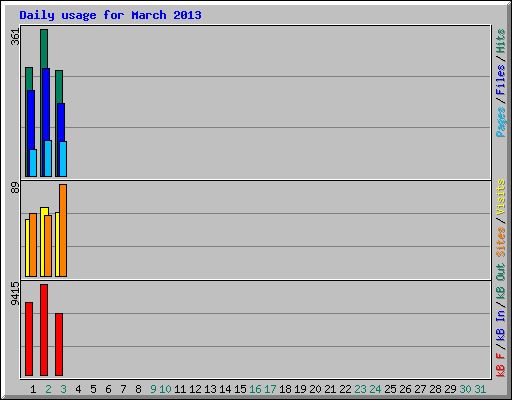 Daily usage for March 2013
361
Pages / Files / Hits
89
Sites / Visits
9415
kB F / kB In / kB Out
1 2 3 4 5 6 7 8 9 10 11 12 13 14 15 16 17 18 19 20 21 22 23 24 25 26 27 28 29 30 31